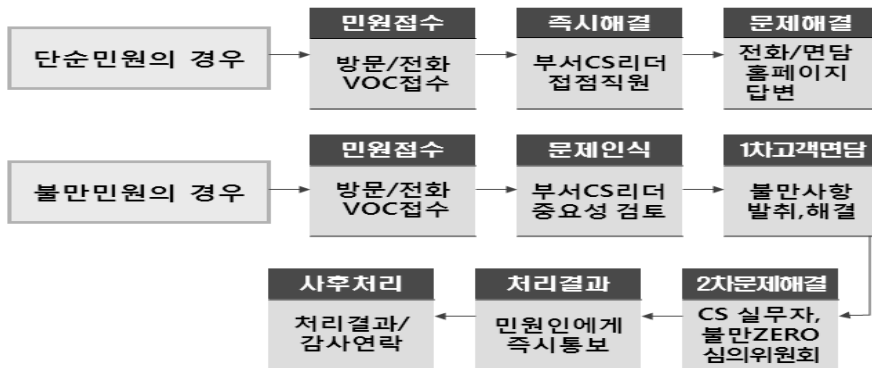 단순민원의 경우
민원접수
방문/전화
VOC접수
즉시해결
부서CS리더
접점직원
문제해결
전화/면담
홈페이지
답변
불만민원의 경우
민원접수
방문/전화
VOC접수
문제인식
부서CS리더
중요성 검토
1차고객면담
불만사항
발취,해결
2차문제해결
CS 실무자,
불만ZERO
심의위원회
처리결과
민원인에게
즉시통보
사후처리
처리결과/
감사연락